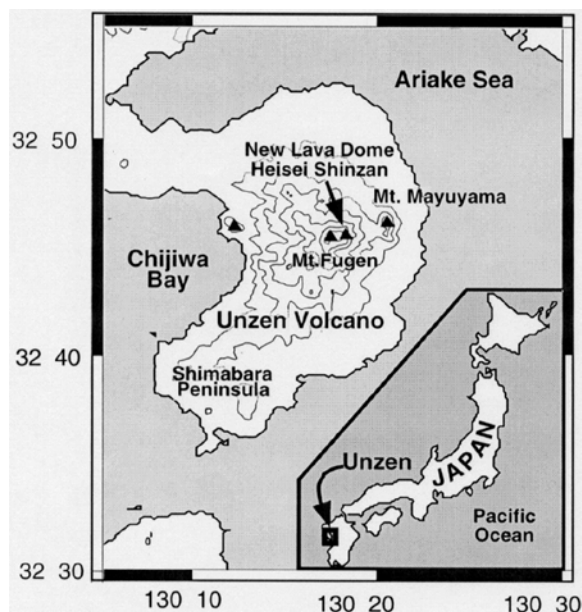 Ariake Sea
32 50
New Lava Dome
Heisei Shinzan
Mt. Mayuyama
Chijiwa
Bay
Mt.Fugen
Unzen Volcano
32 40
Shimabara
Peninsula
Unzen
JAPAN
Pacific
Ocean
32 30
130 10
130 20
130 30